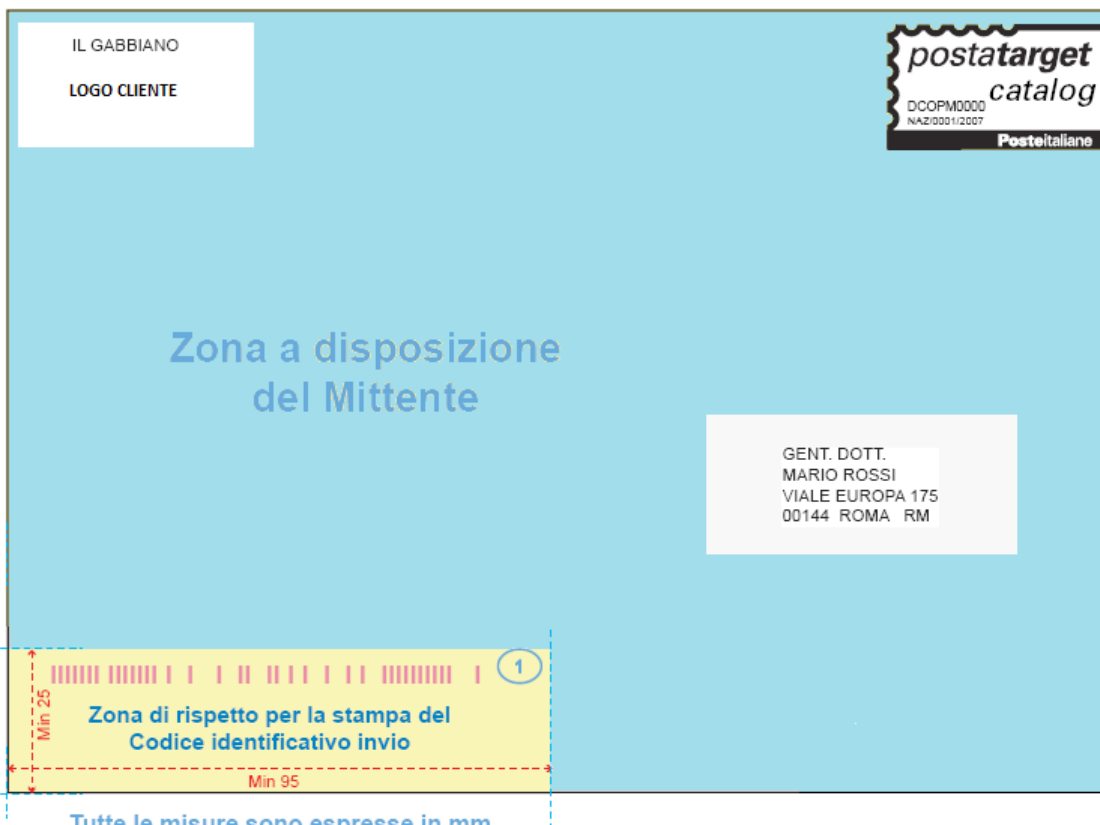 IL GABBIANO
LOGO CLIENTE
postatarget
catalog
DCOPM0000
NAZ/0001/2007
Posteitaliane
Zona a disposizione
del Mittente
GENT. DOTT.
MARIO ROSSI
VIALE EUROPA 175
00144 ROMA RM
1
Min 25
Zona di rispetto per la stampa del
Codice identificativo invio
Min 95
Tutte le misure sono espresse in mm